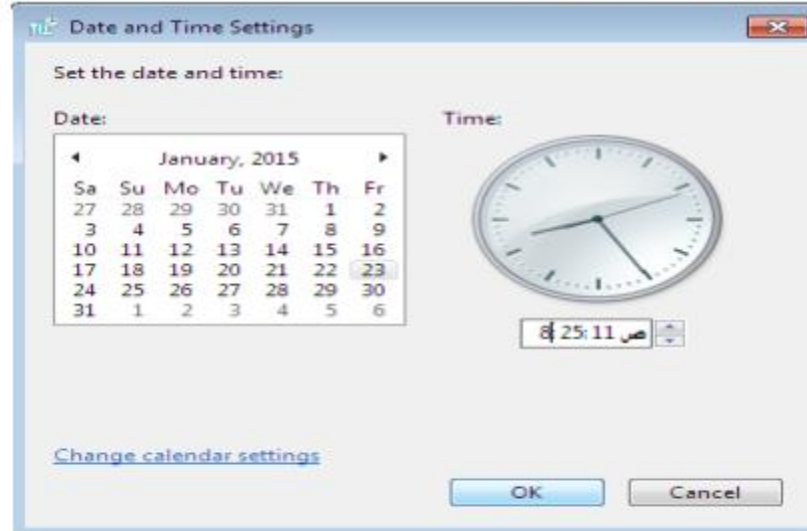 Date and Time Settings
Set the date and time:
Date:
Time:
January, 2015
Sa Su Mo Tu We Th Fr
27 28 29 30 31 1 2
3 4 5 6 7 8 9
10 11 12 13 14 15 16
17 18 19 20 21 22 23
24 25 26 27 28 29 30
31 1 2 3 4 5 6
8:25:11 ص
Change calendar settings
OK
Cancel